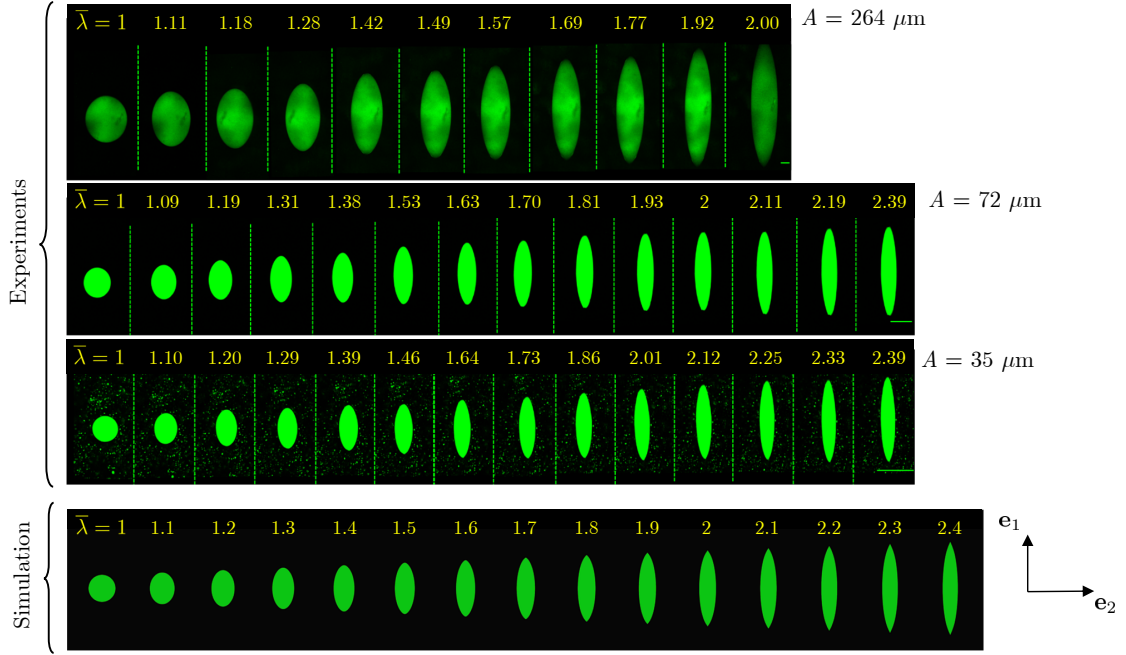 λ̄ = 1 1.11 1.18 1.28 1.42 1.49 1.57 1.69 1.77 1.92 2.00 A = 264 μm
Experiments
λ̄ = 1 1.09 1.19 1.31 1.38 1.53 1.63 1.70 1.81 1.93 2 2.11 2.19 2.39 A = 72 μm
λ̄ = 1 1.10 1.20 1.29 1.39 1.46 1.64 1.73 1.86 2.01 2.12 2.25 2.33 2.39 A = 35 μm
Simulation
λ̄ = 1 1.1 1.2 1.3 1.4 1.5 1.6 1.7 1.8 1.9 2 2.1 2.2 2.3 2.4
e₁
e₂